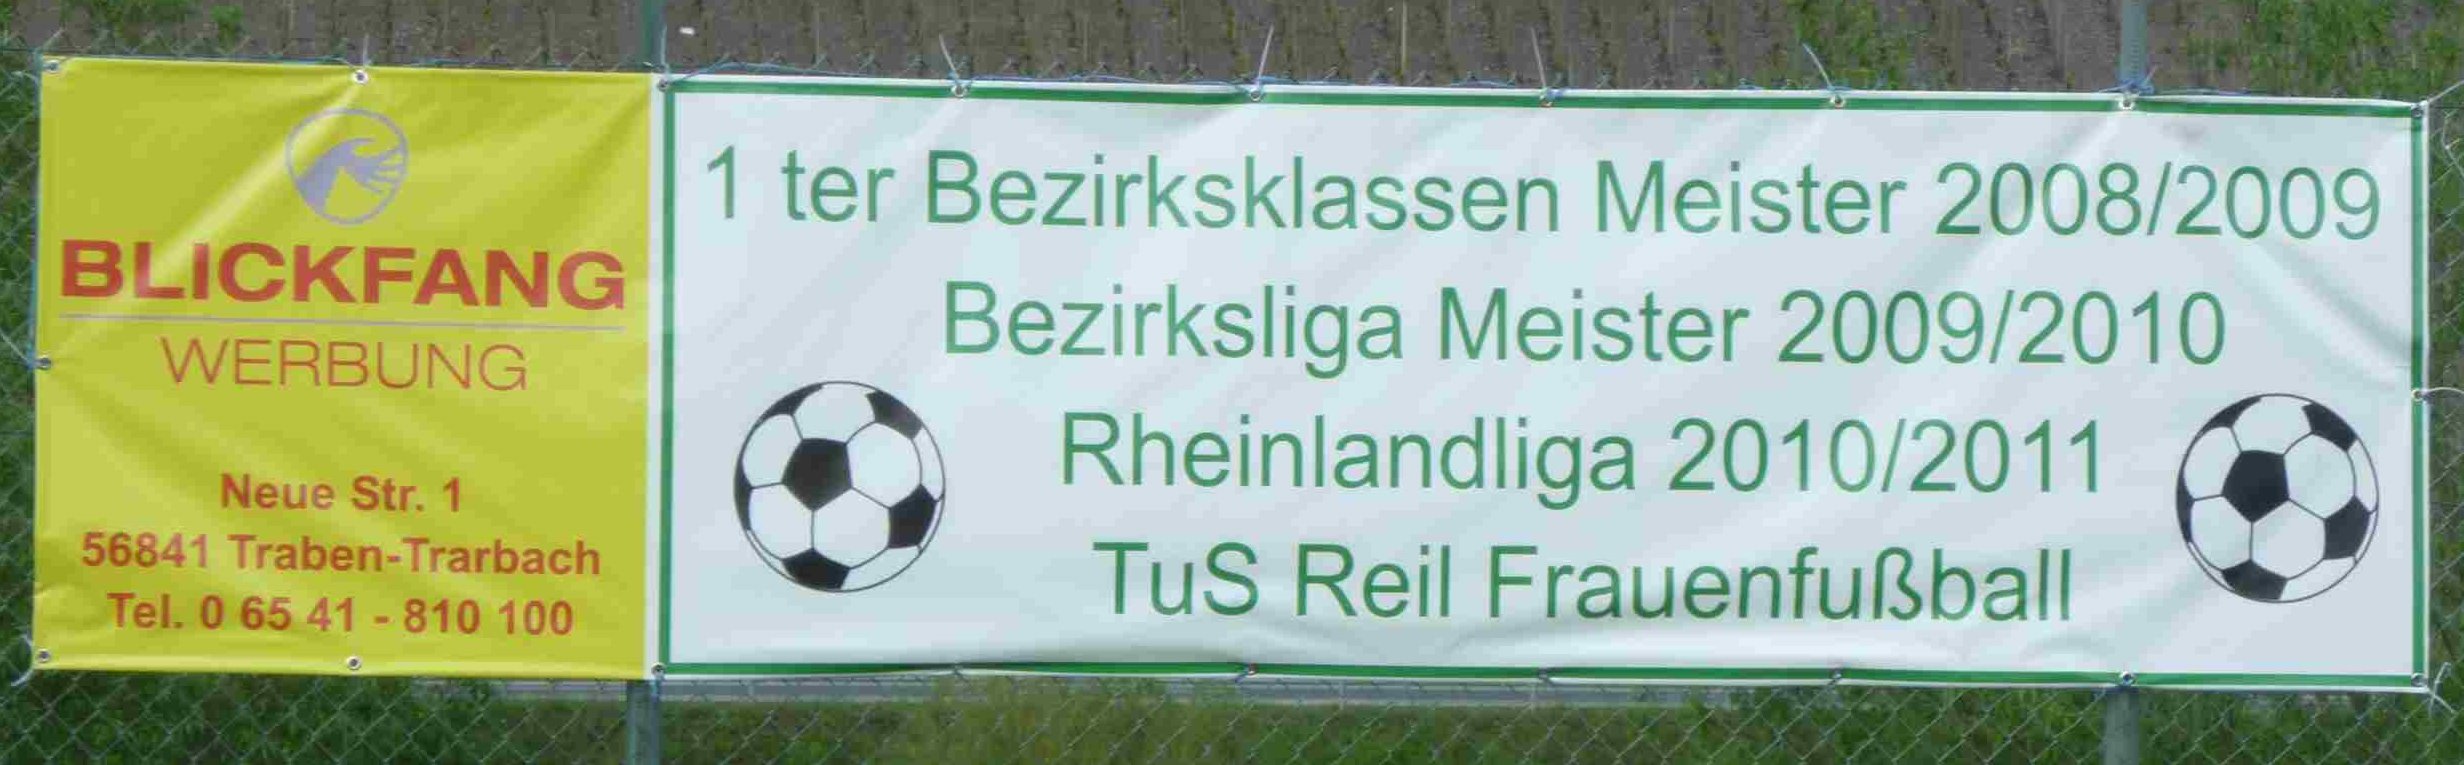 BLICKFANG
WERBUNG
Neue Str. 1
56841 Traben-Trarbach
Tel. 0 65 41 - 810 100
1 ter Bezirksklassen Meister 2008/2009
Bezirksliga Meister 2009/2010
Rheinlandliga 2010/2011
TuS Reil Frauenfußball